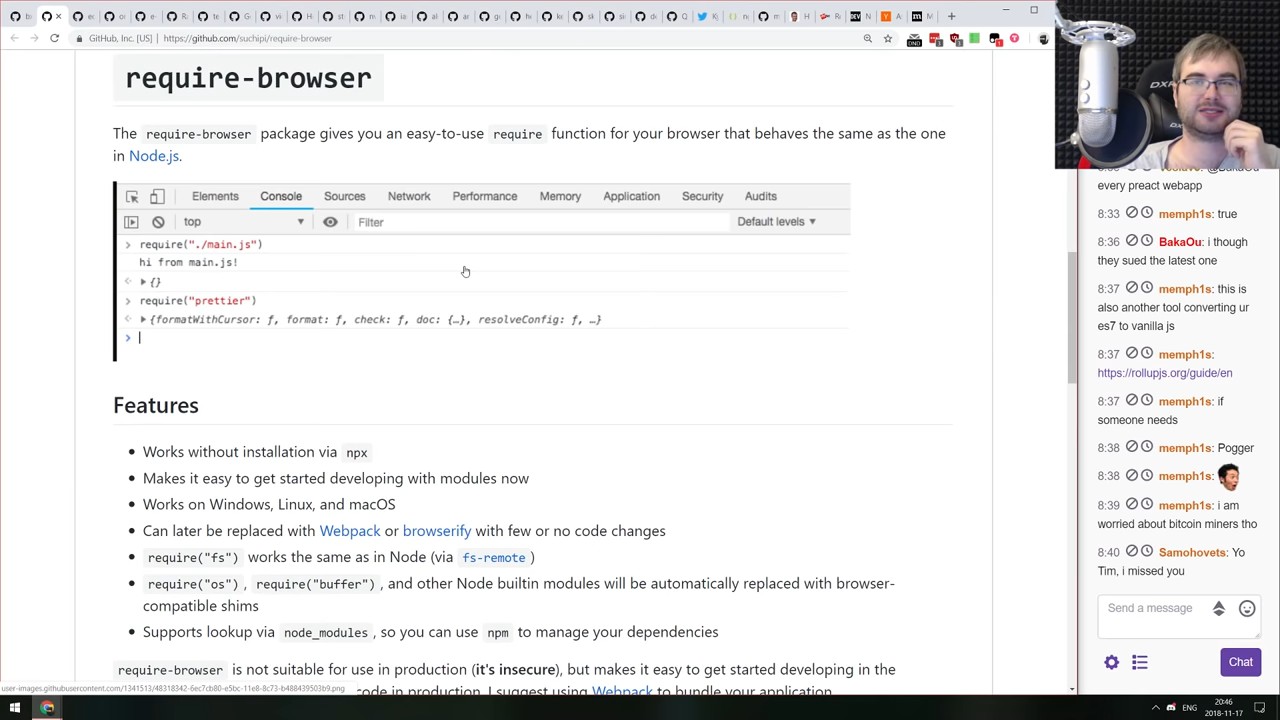 GitHub, Inc. [US] | https://github.com/suchipi/require-browser
require-browser
The require-browser package gives you an easy-to-use require function for your browser that behaves the same as the one
in Node.js.
Elements Console Sources Network Performance Memory Application Security Audits
top Filter Default levels
require("./main.js")
hi from main.js!
{}
require("prettier")
{formatWithCursor: ƒ, format: ƒ, check: ƒ, doc: {…}, resolveConfig: ƒ, …}
Features
Works without installation via npx
Makes it easy to get started developing with modules now
Works on Windows, Linux, and macOS
Can later be replaced with Webpack or browserify with few or no code changes
require("fs") works the same as in Node (via fs-remote )
require("os") , require("buffer") , and other Node builtin modules will be automatically replaced with browser-
compatible shims
Supports lookup via node_modules , so you can use npm to manage your dependencies
require-browser is not suitable for use in production (it's insecure), but makes it easy to get started developing in the
code in production, I suggest using Webpack to bundle your application.
user-images.githubusercontent.com/1341513/48318342-6ec7cb80-e5bc-11e8-8c73-b488439503b9.png
DXR
every preact webapp
8:33 memph1s: true
8:36 BakaOu: i though
they sued the latest one
8:37 memph1s: this is
also another tool converting ur
es7 to vanilla js
8:37 memph1s:
https://rollupjs.org/guide/en
8:37 memph1s: if
someone needs
8:38 memph1s: Pogger
8:38 memph1s:
8:39 memph1s: i am
worried about bitcoin miners tho
8:40 Samohovets: Yo
Tim, i missed you
Send a message
Chat
ENG
20:46
2018-11-17